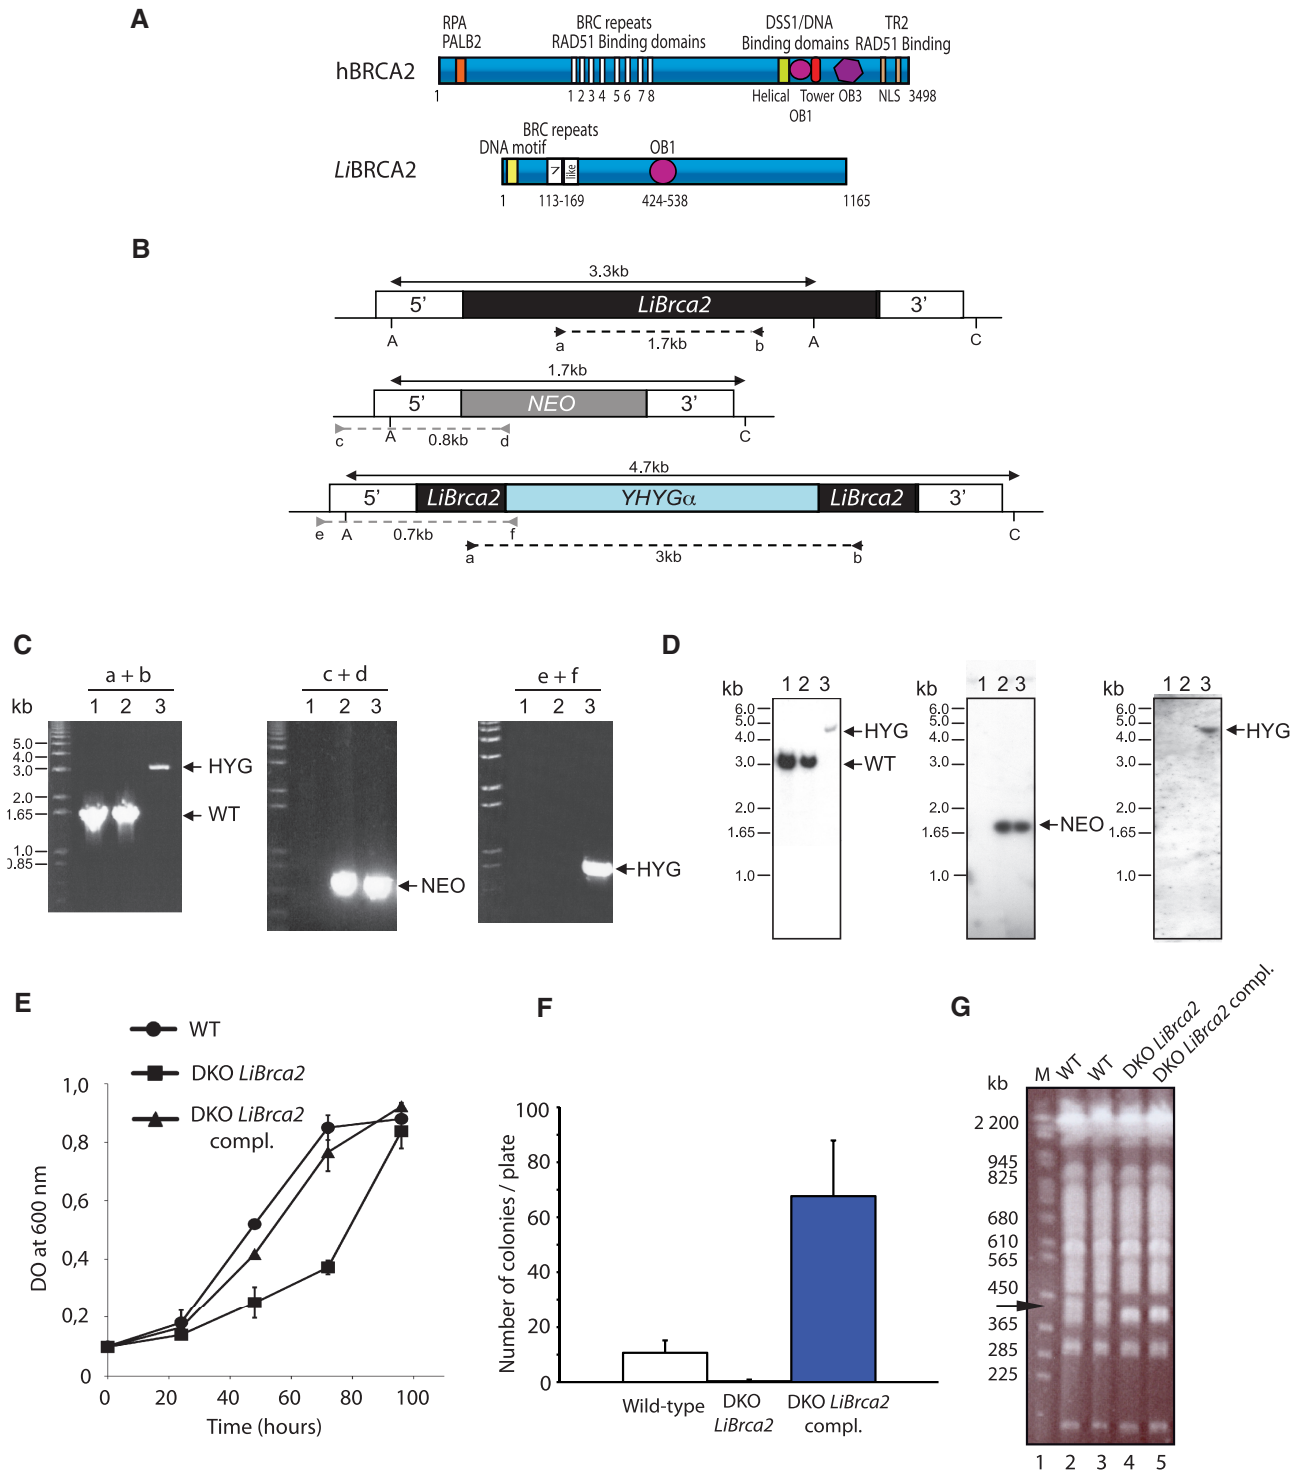 A
RPA
PALB2
BRC repeats
RAD51 Binding domains
DSS1/DNA
Binding domains
TR2
RAD51 Binding
hBRCA2
1
1 2 3 4 5 6 7 8
Helical
Tower
OB3
NLS
3498
OB1
BRC repeats
DNA motif
OB1
LiBRCA2
like
1
113-169
424-538
1165
B
3.3kb
5’ LiBrca2 3’
A
a
1.7kb
b
A
C
1.7kb
5’ NEO 3’
c
A
0.8kb
d
C
4.7kb
5’ LiBrca2 YHYGα LiBrca2 3’
e
A
0.7kb
f
C
a
3kb
b
C
a + b
kb 1 2 3
5.0
4.0
3.0
2.0
1.65
1.0
0.85
HYG
WT
c + d
1 2 3
NEO
e + f
1 2 3
HYG
D
kb 1 2 3
6.0
5.0
4.0
3.0
2.0
1.65
1.0
HYG
WT
kb 1 2 3
6.0
5.0
4.0
3.0
2.0
1.65
1.0
NEO
kb 1 2 3
6.0
5.0
4.0
3.0
2.0
1.65
1.0
HYG
E
WT
DKO LiBrca2
DKO LiBrca2
compl.
DO at 600 nm
1,0
0,8
0,6
0,4
0,2
0
0 20 40 60 80 100
Time (hours)
F
Number of colonies / plate
100
80
60
40
20
0
Wild-type
DKO
LiBrca2
DKO LiBrca2
compl.
G
kb
M
WT
WT
DKO LiBrca2
DKO LiBrca2 compl.
2 200
945
825
680
610
565
450
365
285
225
1 2 3 4 5